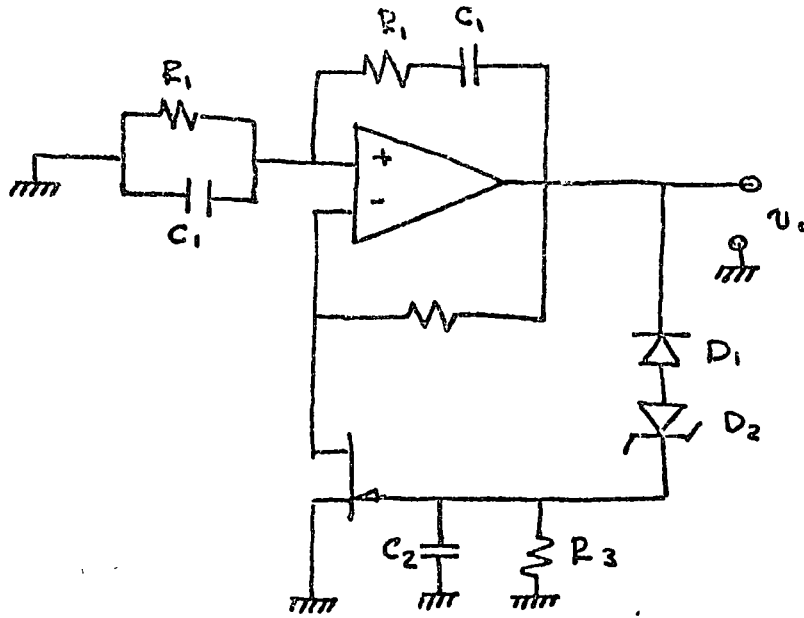 R₁ C₁
R₁
C₁
+
-
v₀
D₁
D₂
C₂ R₃